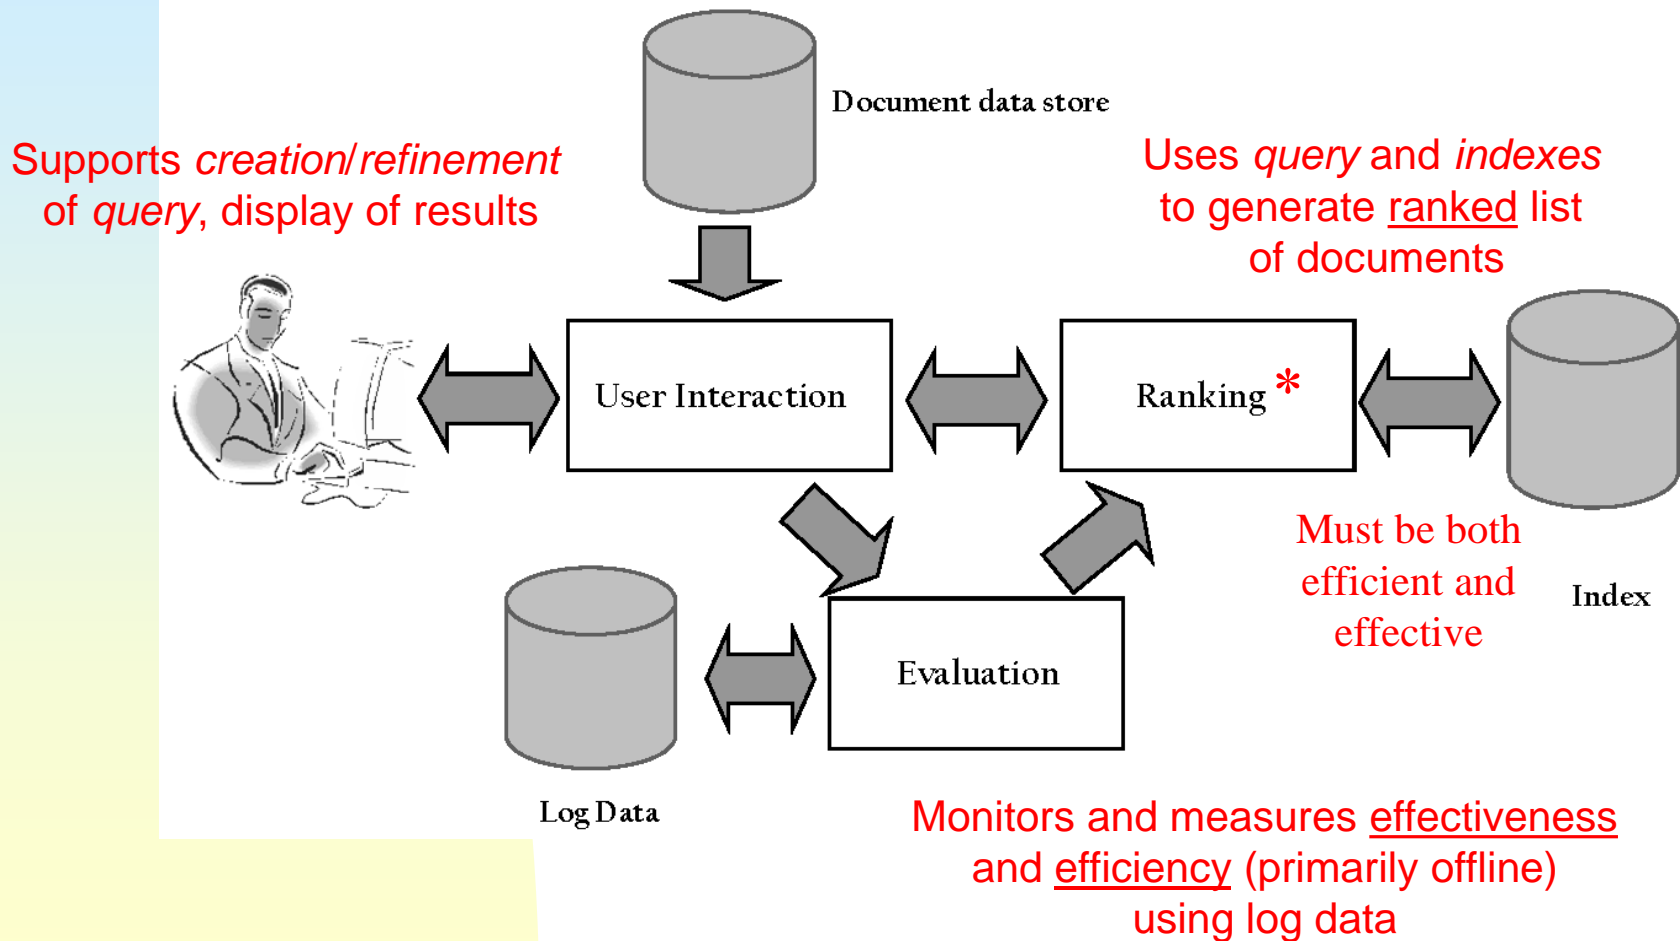 Document data store
Supports creation/refinement
of query, display of results
Uses query and indexes
to generate ranked list
of documents
User Interaction
Ranking *
Must be both
efficient and
effective
Index
Evaluation
Log Data
Monitors and measures effectiveness
and efficiency (primarily offline)
using log data